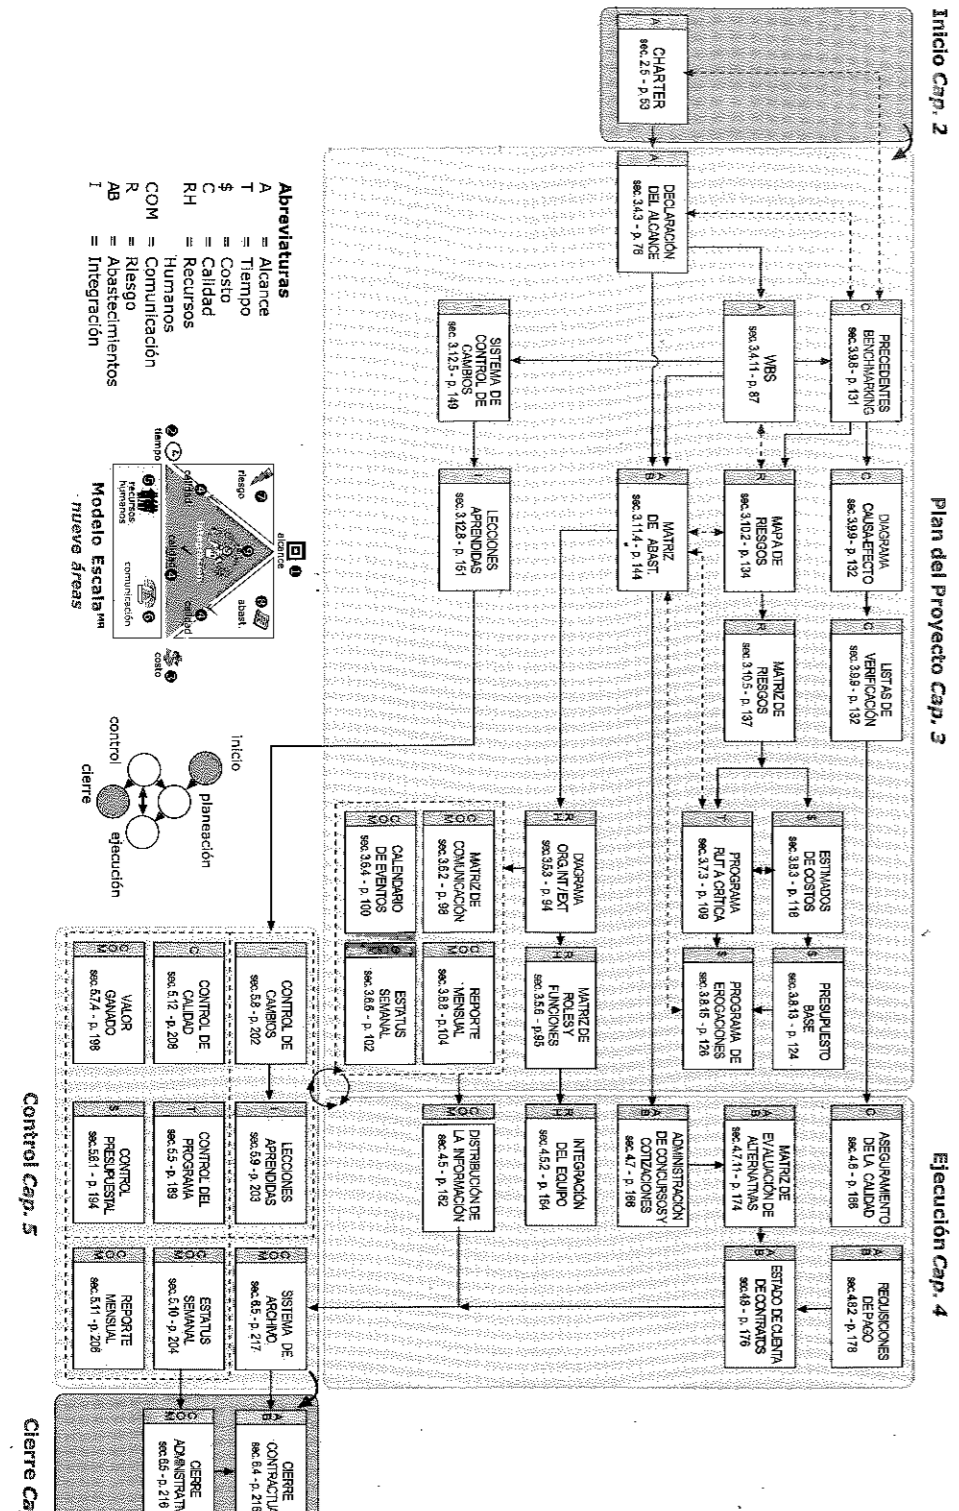 Inicio Cap. 2
A
CHARTER
sec. 2.5 - p. 53
Plan del Proyecto Cap. 3
A
DECLARACIÓN
DEL ALCANCE
sec. 3.4.3 - p. 76
C
PRECEDENTES
BENCHMARKING
sec. 3.9.8 - p. 131
A
WBS
sec. 3.4.11 - p. 87
I
SISTEMA DE
CONTROL DE
CAMBIOS
sec. 3.12.5 - p. 149
C
DIAGRAMA
CAUSA-EFECTO
sec. 3.9.9 - p. 132
R
MAPA DE
RIESGOS
sec. 3.10.2 - p. 134
A
B
MATRIZ
DE ABAST.
sec. 3.11.4 - p. 144
I
LECCIONES
APRENDIDAS
sec. 3.12.8 - p. 151
C
LISTAS DE
VERIFICACIÓN
sec. 3.9.9 - p. 132
R
MATRIZ DE
RIESGOS
sec. 3.10.5 - p. 137
$
ESTIMADOS
DE COSTOS
sec. 3.8.3 - p. 116
T
PROGRAMA
RUTA CRÍTICA
sec. 3.7.3 - p. 109
R
H
DIAGRAMA
ORG. INT./EXT
sec. 3.5.3 - p. 94
C
O
M
MATRIZ DE
COMUNICACIÓN
sec. 3.6.2 - p. 98
C
O
M
CALENDARIO
DE EVENTOS
sec. 3.6.4 - p. 100
$
PRESUPUESTO
BASE
sec. 3.8.13 - p. 124
$
PROGRAMA DE
EROGACIONES
sec. 3.8.15 - p. 126
R
H
MATRIZ DE
ROLES Y
FUNCIONES
sec. 3.5.6 - p.95
C
O
M
REPORTE
MENSUAL
sec. 3.6.8 - p.104
ESTATUS
SEMANAL
sec. 3.6.6 - p. 102
Ejecución Cap. 4
C
ASEGURAMIENTO
DE LA CALIDAD
sec. 4.6 - p. 166
A
B
MATRIZ DE
EVALUACIÓN DE
ALTERNATIVAS
sec. 4.7.11 - p. 174
A
B
ADMINISTRACIÓN
DE CONCURSOS Y
COTIZACIONES
sec. 4.7 - p. 166
R
H
INTEGRACIÓN
DEL EQUIPO
sec. 4.5.2 - p. 164
C
O
M
DISTRIBUCIÓN DE
LA INFORMACIÓN
sec. 4.5 - p. 162
A
B
REQUISICIONES
DE PAGO
sec. 4.8.2 - p. 178
A
B
ESTADO DE CUENTA
DE CONTRATOS
sec. 4.8 - p. 176
Abreviaturas
A = Alcance
T = Tiempo
$ = Costo
C = Calidad
RH = Recursos
Humanos
COM = Comunicación
R = Riesgo
AB = Abastecimientos
I = Integración
alcance
1
riesgo
7
abast.
8
9
calidad
4
calidad
4
calidad
4
tiempo
2
costo
3
5
recursos
humanos
comunicación
6
Modelo Escala MR
nueve áreas
inicio
planeación
control
ejecución
cierre
I
CONTROL DE
CAMBIOS
sec. 5.8 - p. 202
C
CONTROL DE
CALIDAD
sec. 5.12 - p. 208
C
O
M
VALOR
GANADO
sec. 5.7.4 - p. 198
I
LECCIONES
APRENDIDAS
sec. 5.9 - p. 203
T
CONTROL DEL
PROGRAMA
sec. 5.5 - p. 189
$
CONTROL
PRESUPUESTAL
sec. 5.6.1 - p. 194
C
O
M
SISTEMA DE
ARCHIVO
sec. 6.5 - p. 217
C
O
M
ESTATUS
SEMANAL
sec. 5.10 - p. 204
C
O
M
REPORTE
MENSUAL
sec. 5.11 - p. 206
Control Cap. 5
A
B
CIERRE
CONTRACTUA
sec. 6.4 - p. 216
C
O
M
CIERRE
ADMINISTRATIV
sec. 6.5 - p. 216
Cierre Ca